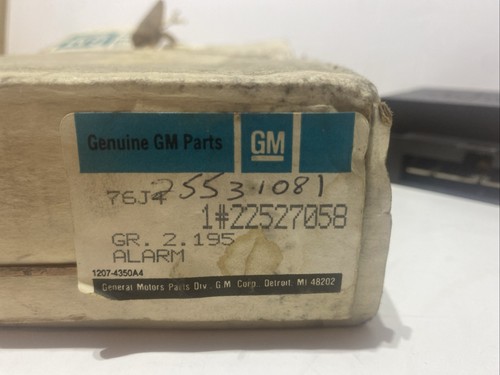 Genuine GM Parts
GM
76J4 25531081
1#22527058
GR. 2.195
ALARM
1207-4350A4
General Motors Parts Div. G.M. Corp. Detroit, MI 48202